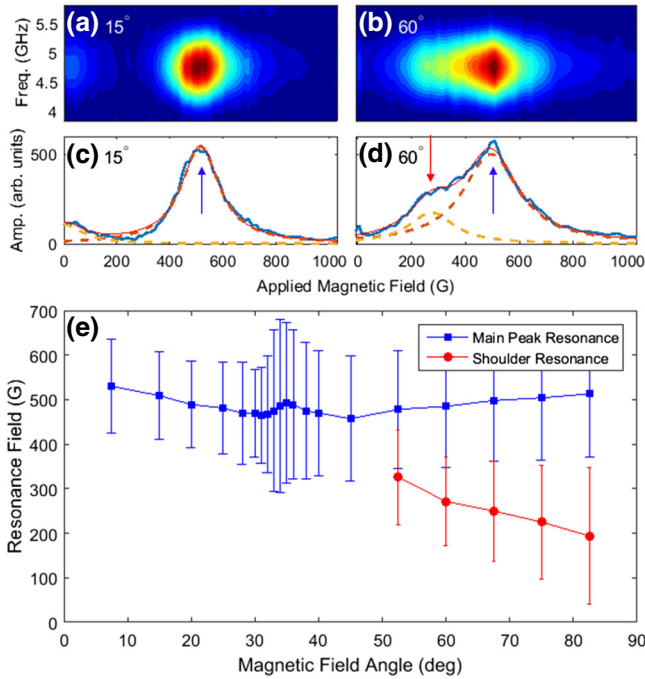 (a) 15° (b) 60°
Freq. (GHz)
5.5
5
4.5
4
(c) 15° (d) 60°
Amp. (arb. units)
500
0
0 200 400 600 800 1000 0 200 400 600 800 1000
Applied Magnetic Field (G)
(e)
Main Peak Resonance
Shoulder Resonance
Resonance Field (G)
700
600
500
400
300
200
100
0
0 10 20 30 40 50 60 70 80 90
Magnetic Field Angle (deg)